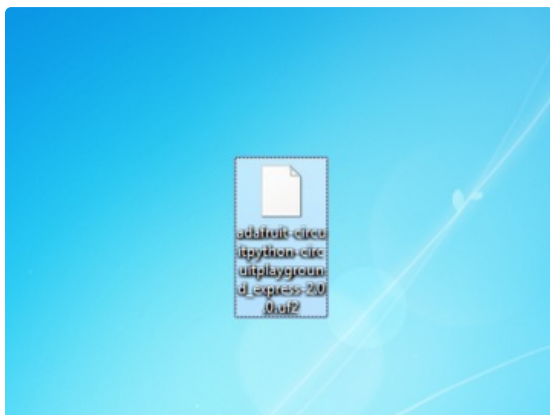 adafruit-circu
itpython-circ
uitplaygroun
d_express-2.0
.0.uf2